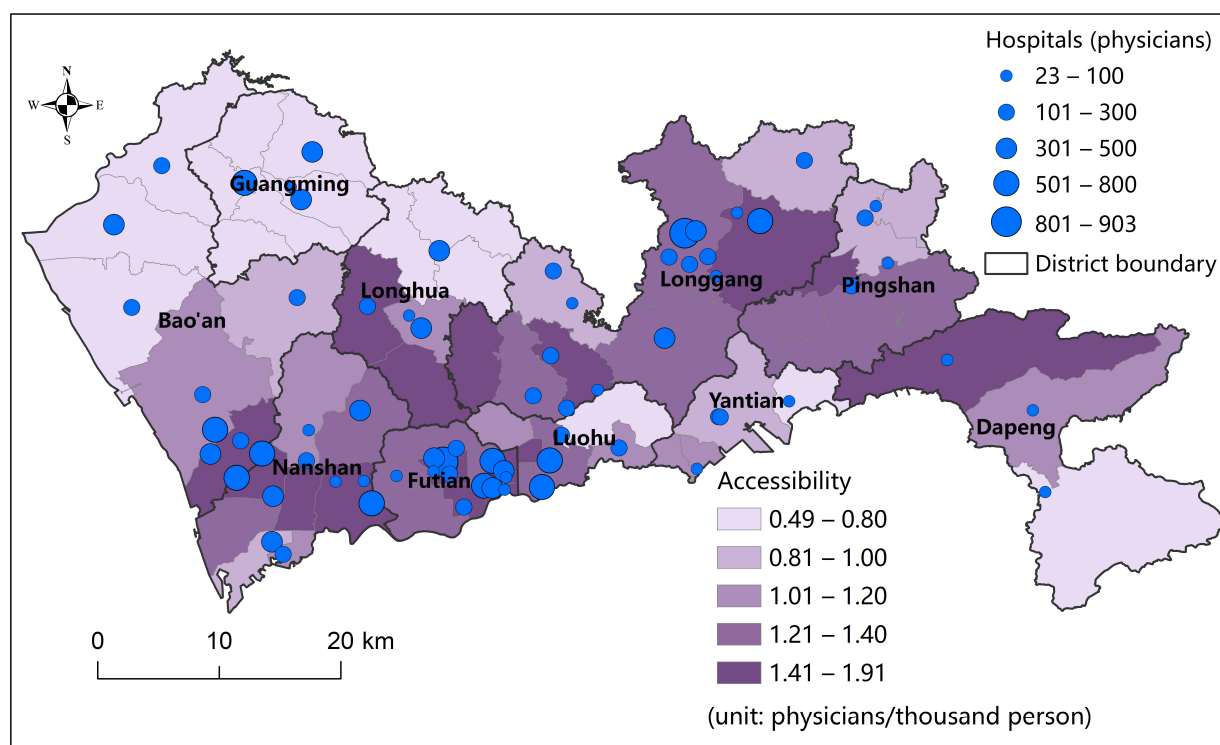 Hospitals (physicians)
23 – 100
101 – 300
301 – 500
501 – 800
801 – 903
District boundary
N
W
E
S
Guangming
Longhua
Bao'an
Longgang
Pingshan
Yantian
Dapeng
Luohu
Nanshan
Futian
Accessibility
0.49 – 0.80
0.81 – 1.00
1.01 – 1.20
1.21 – 1.40
1.41 – 1.91
(unit: physicians/thousand person)
0 10 20 km